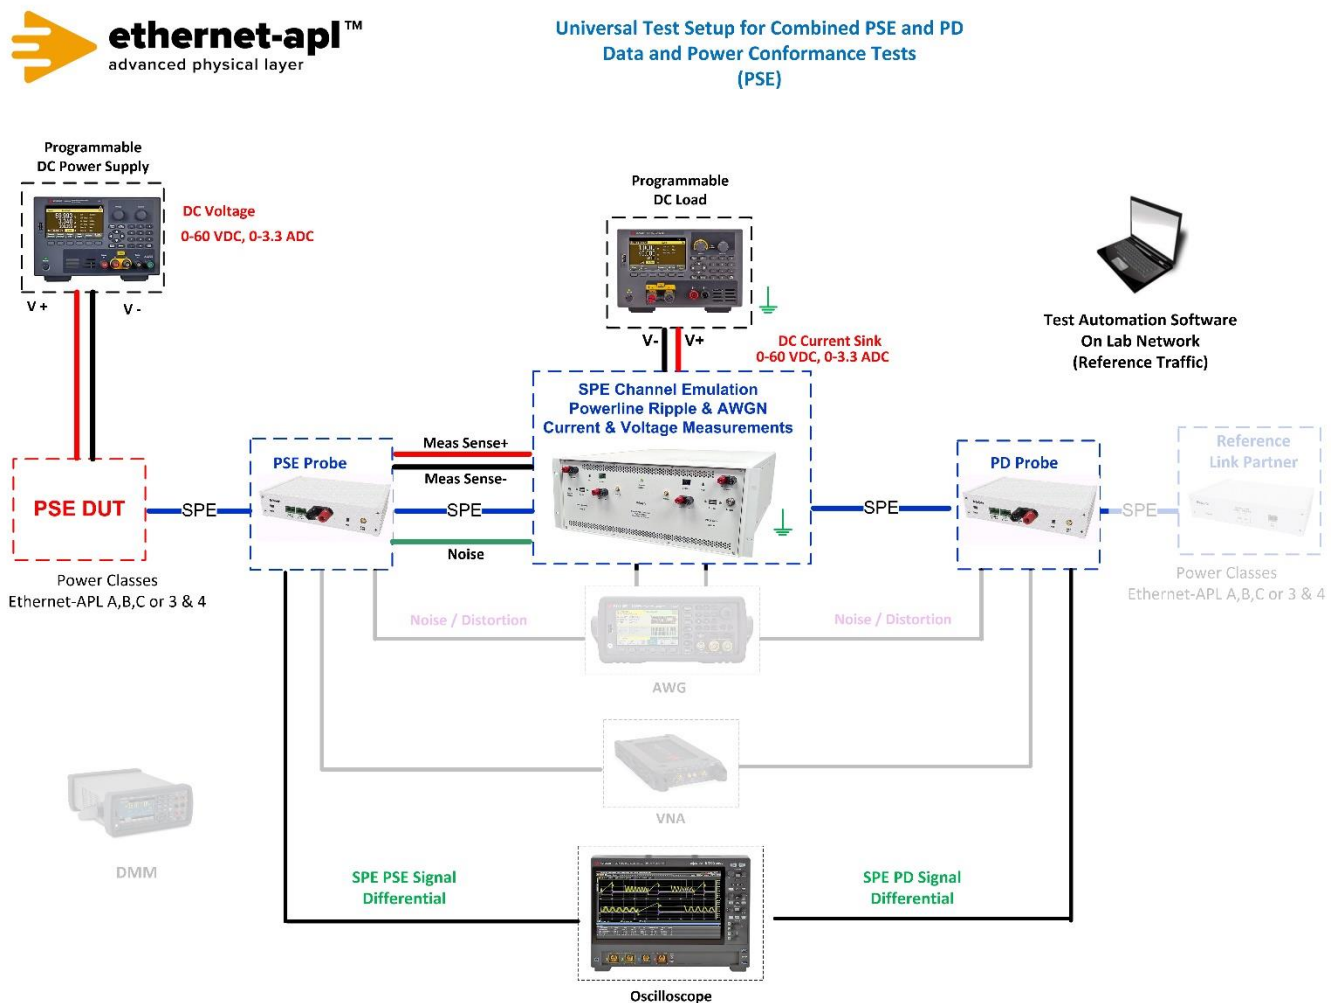 ethernet-apl™
advanced physical layer
Universal Test Setup for Combined PSE and PD
Data and Power Conformance Tests
(PSE)
Programmable
DC Power Supply
DC Voltage
0-60 VDC, 0-3.3 ADC
V +
V -
Programmable
DC Load
V-
V+
DC Current Sink
0-60 VDC, 0-3.3 ADC
Test Automation Software
On Lab Network
(Reference Traffic)
SPE Channel Emulation
Powerline Ripple & AWGN
Current & Voltage Measurements
PSE DUT
SPE
PSE Probe
Meas Sense+
Meas Sense-
SPE
Noise
SPE
PD Probe
SPE
Reference
Link Partner
Power Classes
Ethernet-APL A,B,C or 3 & 4
Power Classes
Ethernet-APL A,B,C or 3 & 4
Noise / Distortion
Noise / Distortion
AWG
VNA
DMM
SPE PSE Signal
Differential
SPE PD Signal
Differential
Oscilloscope